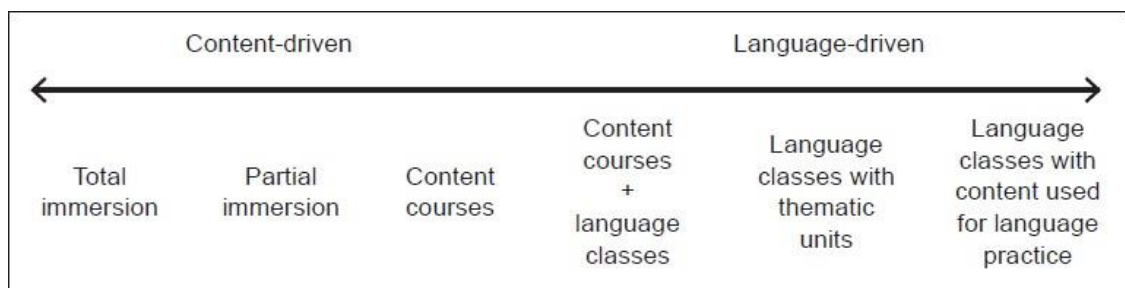 Content-driven
Language-driven
Total
immersion
Partial
immersion
Content
courses
Content
courses
+
language
classes
Language
classes with
thematic
units
Language
classes with
content used
for language
practice